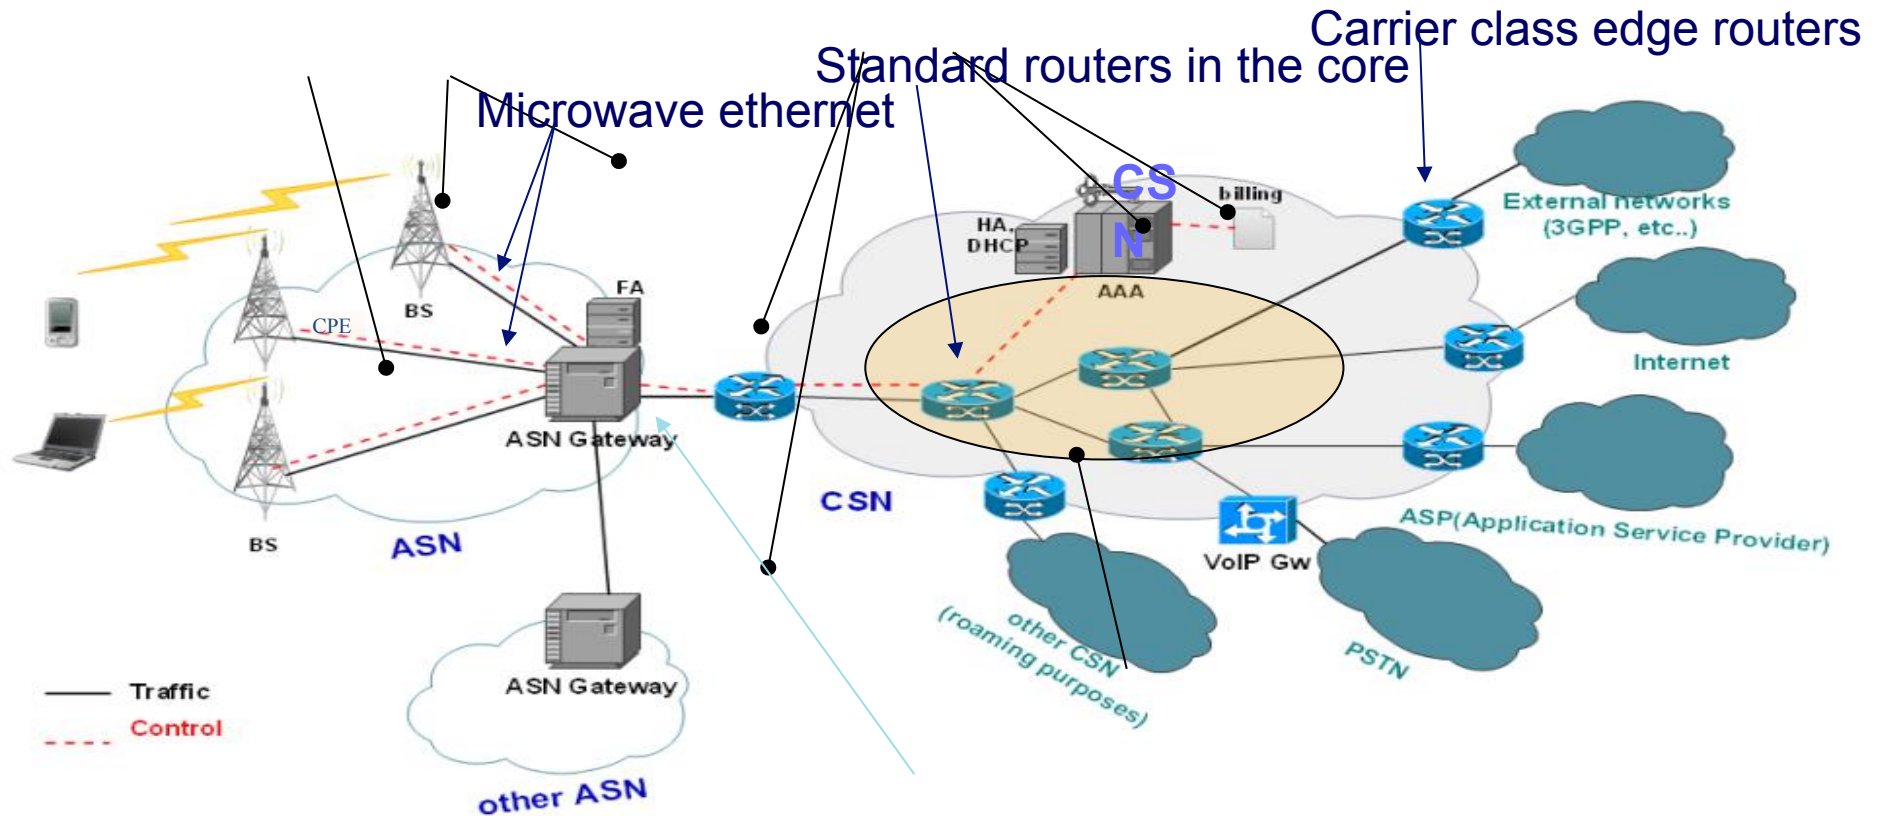 Carrier class edge routers
Standard routers in the core
Microwave ethernet
CS
N
billing
HA,
DHCP
External networks
(3GPP, etc..)
AAA
FA
BS
CPE
Internet
ASN Gateway
CSN
ASP(Application Service Provider)
BS
ASN
VoIP Gw
other CSN
(roaming purposes)
PSTN
ASN Gateway
Traffic
Control
other ASN